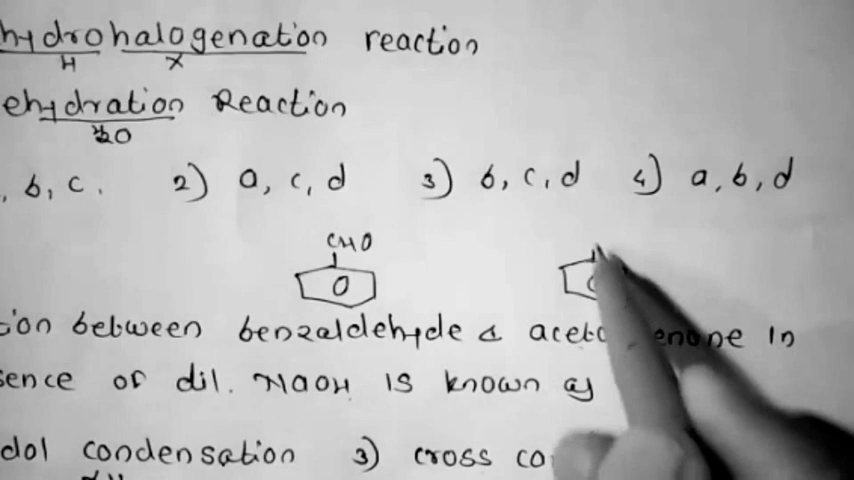 hydrohalogenation reaction
H X
ehydration Reaction
H2O
, b, c. 2) a, c, d 3) b, c, d 4) a, b, d
CHO
ion between benzaldehyde & aceto enone in
sence of dil. NaOH is known as
dol condensation 3) cross co